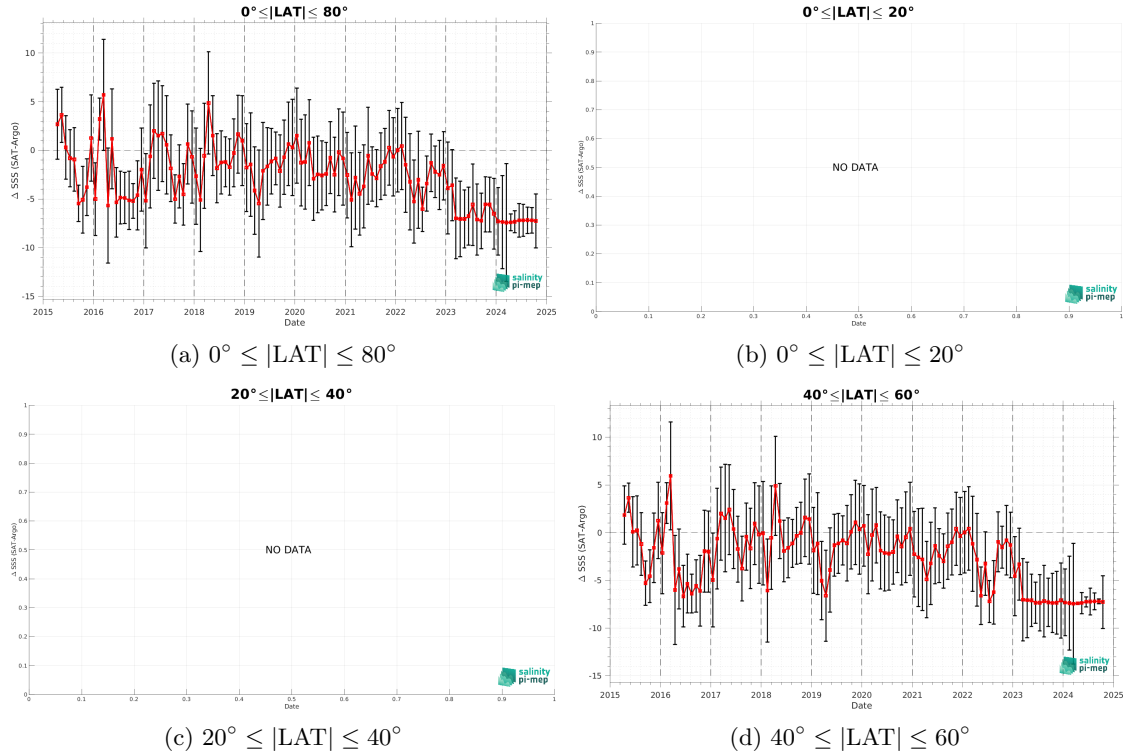 0°≤|LAT|≤ 80°
Δ SSS (SAT-Argo)
10
5
0
-5
-10
-15
2015 2016 2017 2018 2019 2020 2021 2022 2023 2024 2025
Date
salinity
pi-mep
(a) 0° ≤ |LAT| ≤ 80°
0°≤|LAT|≤ 20°
Δ SSS (SAT-Argo)
1
0.9
0.8
0.7
0.6
0.5
0.4
0.3
0.2
0.1
0
NO DATA
0 0.1 0.2 0.3 0.4 0.5 0.6 0.7 0.8 0.9 1
Date
salinity
pi-mep
(b) 0° ≤ |LAT| ≤ 20°
20°≤|LAT|≤ 40°
Δ SSS (SAT-Argo)
1
0.9
0.8
0.7
0.6
0.5
0.4
0.3
0.2
0.1
0
NO DATA
0 0.1 0.2 0.3 0.4 0.5 0.6 0.7 0.8 0.9 1
Date
salinity
pi-mep
(c) 20° ≤ |LAT| ≤ 40°
40°≤|LAT|≤ 60°
Δ SSS (SAT-Argo)
10
5
0
-5
-10
-15
2015 2016 2017 2018 2019 2020 2021 2022 2023 2024 2025
Date
salinity
pi-mep
(d) 40° ≤ |LAT| ≤ 60°